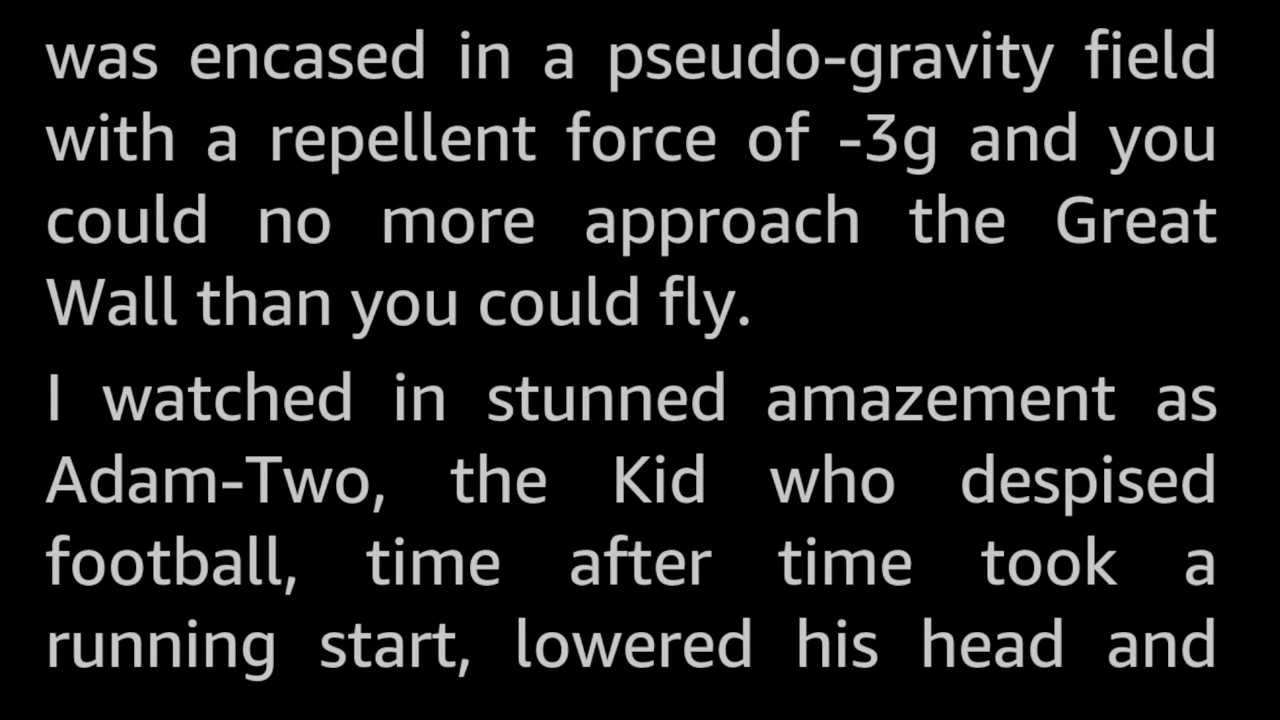 was encased in a pseudo-gravity field
with a repellent force of -3g and you
could no more approach the Great
Wall than you could fly.
I watched in stunned amazement as
Adam-Two, the Kid who despised
football, time after time took a
running start, lowered his head and